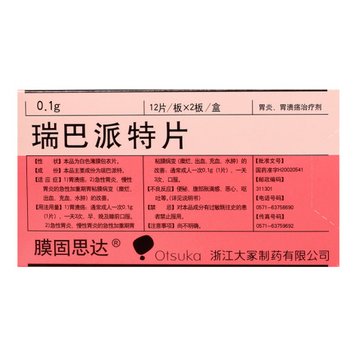 0.1g 12片/板×2板/盒 胃炎、胃溃疡治疗剂
瑞巴派特片
【性 状】本品为白色薄膜包衣片。
【成 份】本品主要成份为瑞巴派特。
【适 应 症】1)胃溃疡。2)急性胃炎、慢性胃炎的急性加重期胃粘膜病变（糜烂、出血、充血、水肿）的改善。
【用法用量】1)胃溃疡：通常成人一次0.1g（1片），一天3次，早、晚及睡前口服。
2)急性胃炎、慢性胃炎的急性加重期胃
粘膜病变（糜烂、出血、充血、水肿）的改善，通常成人一次0.1g（1片），一天3次，口服。
【不良反应】便秘、腹部胀满感、恶心、呕吐等。(详见说明书)
【禁 忌】对本品成分有过敏既往史的患者禁止服用。
【注意事项】尚不明确。
【批准文号】
国药准字H20020541
【邮政编码】
311301
【电话号码】
0571-63758690
【传真号码】
0571-63759692
膜固思达® Otsuka 浙江大冢制药有限公司